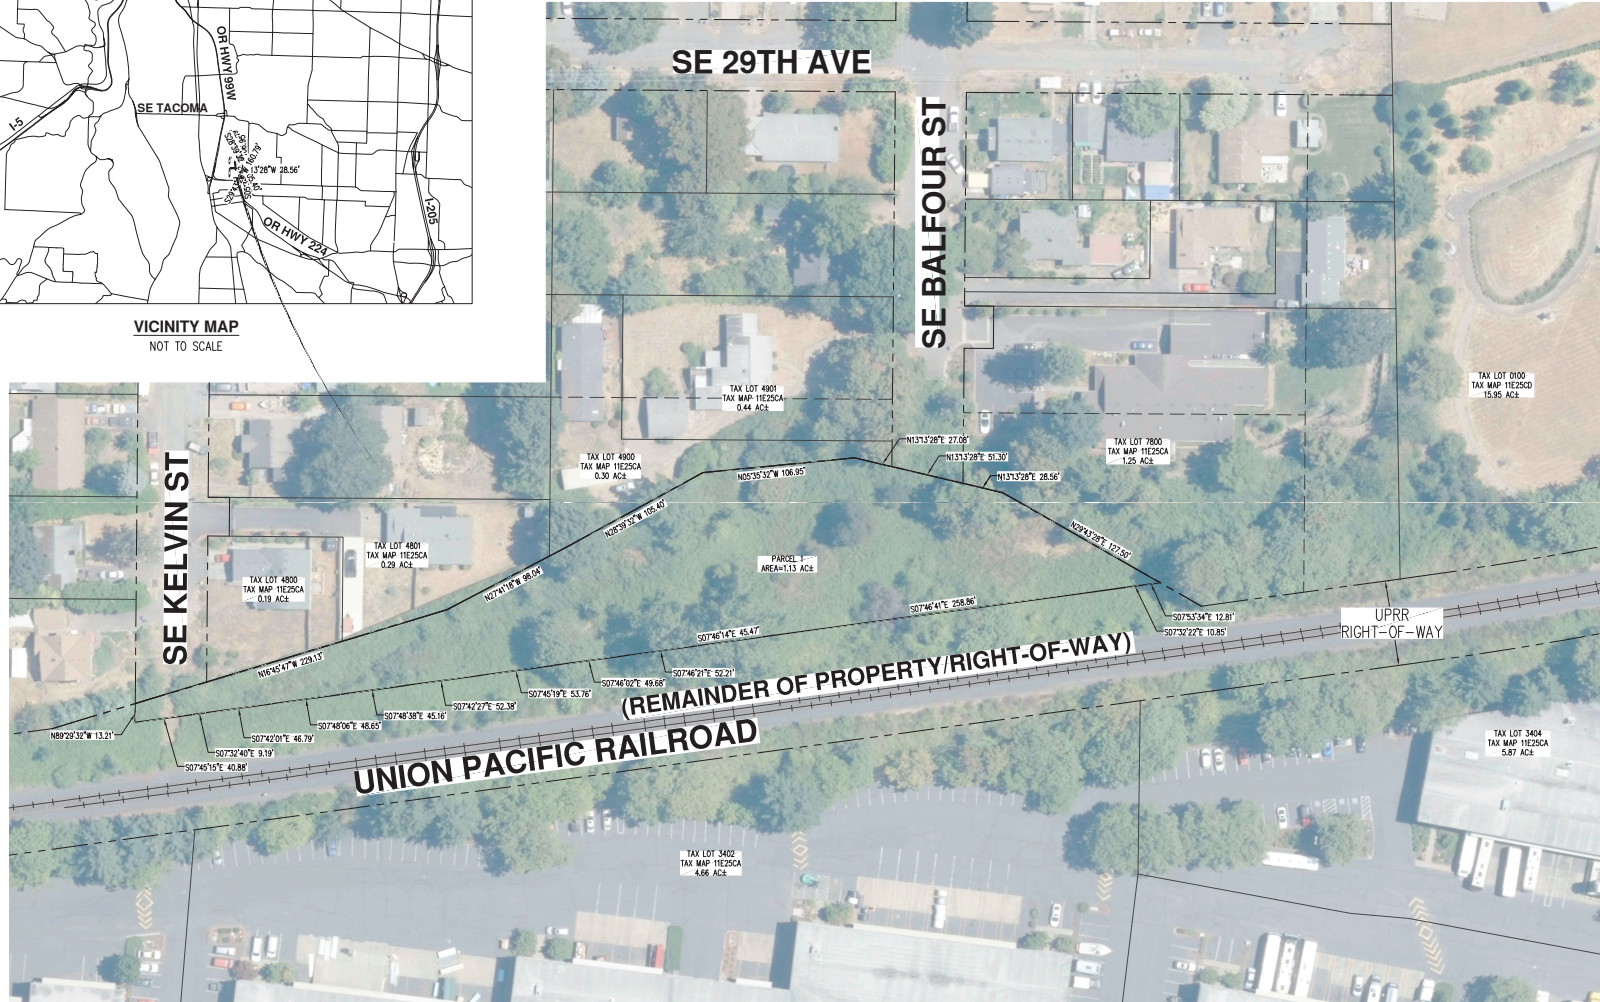 OR HWY 99W
SE TACOMA
I-5
13'28"W 28.56'
I-205
OR HWY 224
VICINITY MAP
NOT TO SCALE
SE 29TH AVE
SE BALFOUR ST
SE KELVIN ST
TAX LOT 4901
TAX MAP 11E25CA
0.44 AC±
TAX LOT 0100
TAX MAP 11E25CD
15.95 AC±
TAX LOT 4900
TAX MAP 11E25CA
0.30 AC±
TAX LOT 7800
TAX MAP 11E25CA
1.25 AC±
N13°13'28"E 27.08'
N13°13'28"E 51.30'
N13°13'28"E 28.56'
N05°35'32"W 106.95'
N28°39'32"W 105.40'
N29°43'28"E 127.50'
TAX LOT 4801
TAX MAP 11E25CA
0.29 AC±
TAX LOT 4800
TAX MAP 11E25CA
0.19 AC±
PARCEL 1
AREA=1.13 AC±
N27°41'18"W 98.04'
N16°45'47"W 229.13'
S07°46'41"E 258.86'
S07°46'14"E 45.47'
S07°53'34"E 12.81'
S07°32'22"E 10.85'
UPRR
RIGHT-OF-WAY
S07°46'21"E 52.21'
S07°46'02"E 49.68'
S07°45'19"E 53.76'
S07°42'27"E 52.38'
S07°48'38"E 45.16'
S07°48'06"E 48.65'
S07°42'01"E 46.79'
S07°32'40"E 9.19'
S07°45'15"E 40.88'
N89°29'32"W 13.21'
(REMAINDER OF PROPERTY/RIGHT-OF-WAY)
UNION PACIFIC RAILROAD
TAX LOT 3404
TAX MAP 11E25CA
5.87 AC±
TAX LOT 3402
TAX MAP 11E25CA
4.66 AC±